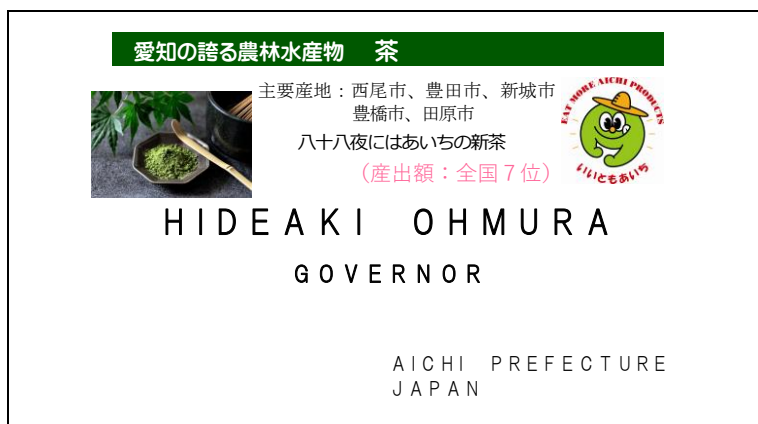 愛知の誇る農林水産物　茶
主要産地：西尾市、豊田市、新城市
豊橋市、田原市
八十八夜にはあいちの新茶
（産出額：全国７位）
EAT MORE AICHI PRODUCTS
いいともあいち
HIDEAKI OHMURA
GOVERNOR
AICHI PREFECTURE
JAPAN